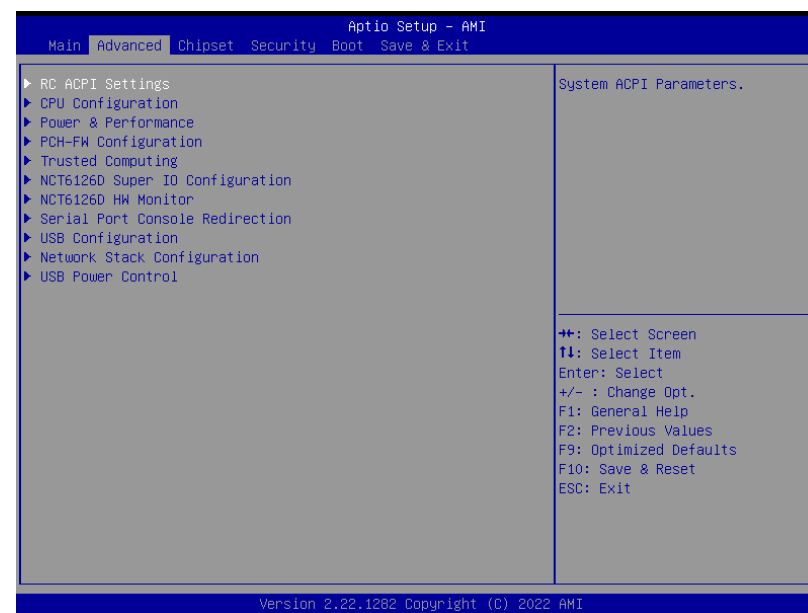 Aptio Setup – AMI
Main Advanced Chipset Security Boot Save & Exit
RC ACPI Settings
CPU Configuration
Power & Performance
PCH-FW Configuration
Trusted Computing
NCT6126D Super IO Configuration
NCT6126D HW Monitor
Serial Port Console Redirection
USB Configuration
Network Stack Configuration
USB Power Control
System ACPI Parameters.
→←: Select Screen
↑↓: Select Item
Enter: Select
+/- : Change Opt.
F1: General Help
F2: Previous Values
F9: Optimized Defaults
F10: Save & Reset
ESC: Exit
Version 2.22.1282 Copyright (C) 2022 AMI